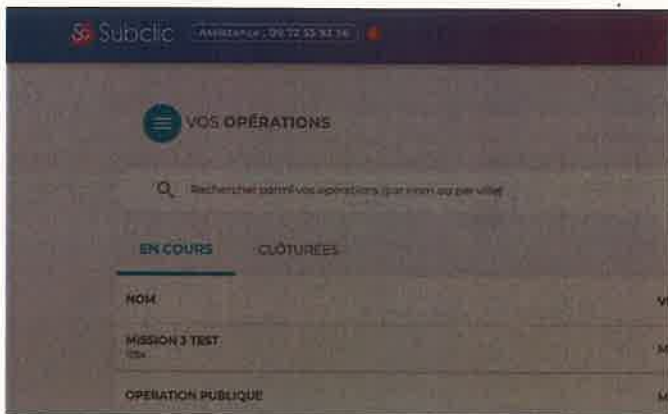 Subclic
VOS OPÉRATIONS
Rechercher parmi vos opérations (par nom ou par ville)
EN COURS CLÔTURÉES
NOM
MISSION 3 TEST
OPERATION PUBLIQUE